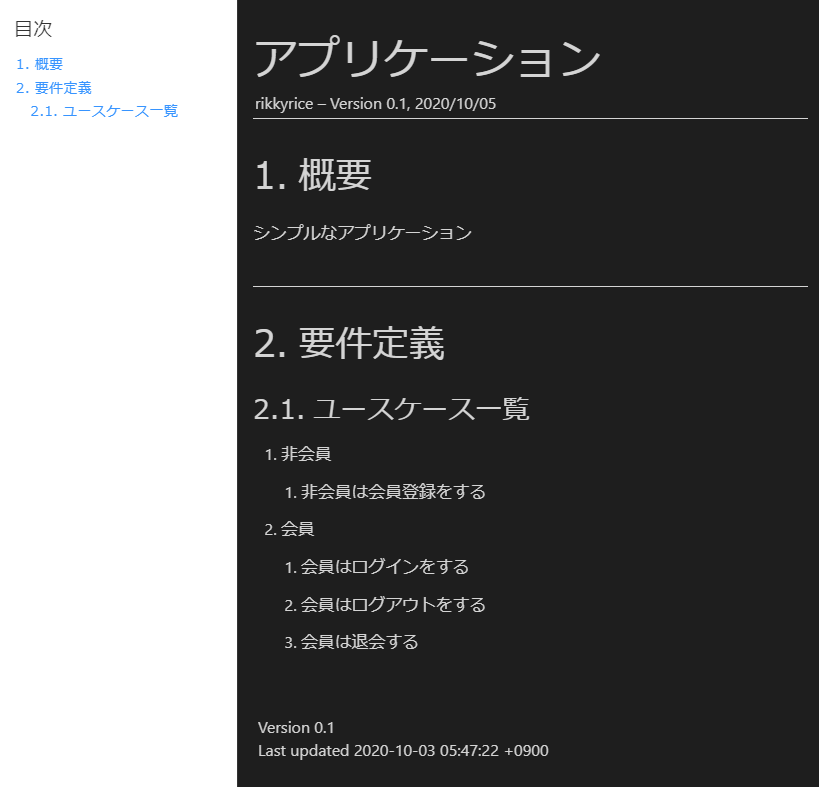 目次
1. 概要
2. 要件定義
2.1. ユースケース一覧
アプリケーション
rikkyrice – Version 0.1, 2020/10/05
1. 概要
シンプルなアプリケーション
2. 要件定義
2.1. ユースケース一覧
1. 非会員
1. 非会員は会員登録をする
2. 会員
1. 会員はログインをする
2. 会員はログアウトをする
3. 会員は退会する
Version 0.1
Last updated 2020-10-03 05:47:22 +0900